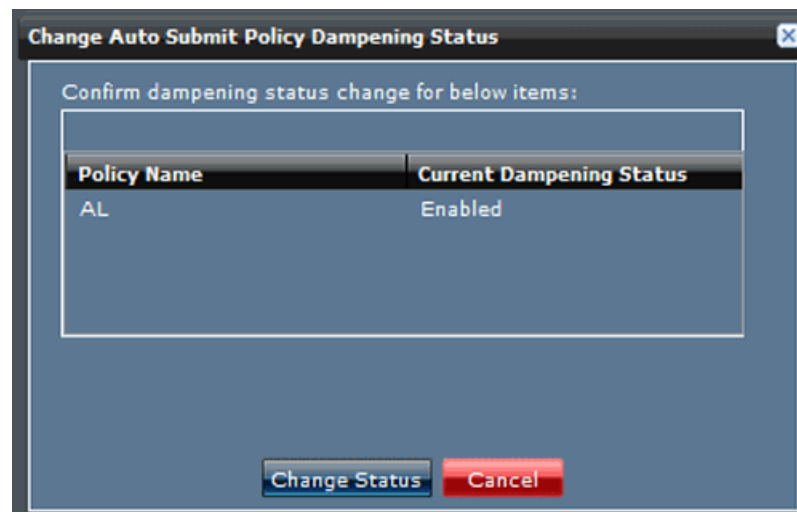 Change Auto Submit Policy Dampening Status
Confirm dampening status change for below items:
Policy Name Current Dampening Status
AL Enabled
Change Status Cancel